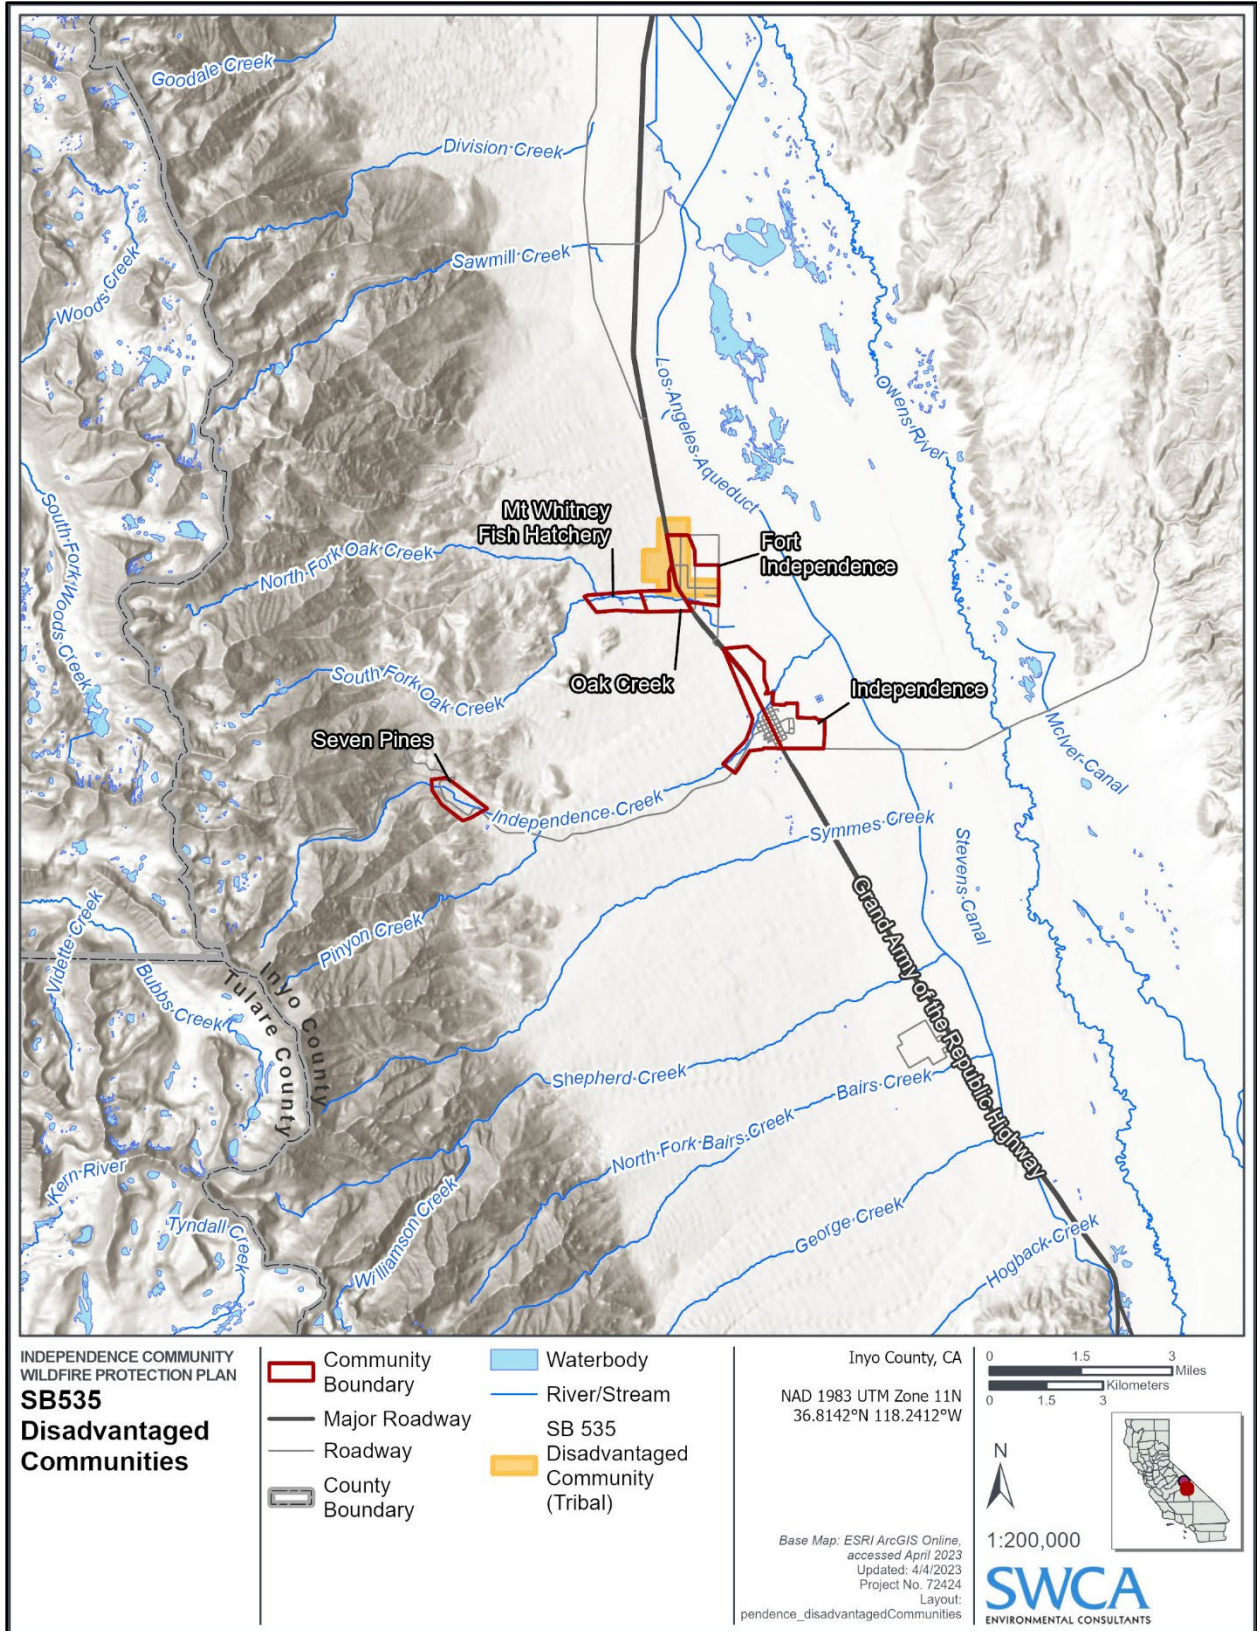 Goodale Creek
Division Creek
Sawmill Creek
Woods Creek
Los Angeles Aqueduct
Owens River
South Fork Woods Creek
Mt Whitney
Fish Hatchery
North Fork Oak Creek
Fort
Independence
South Fork Oak Creek
Oak Creek
Independence
Seven Pines
McIver Canal
Independence Creek
Symmes Creek
Stevens Canal
Grand Army of the Republic Highway
Vidette Creek
Pinyon Creek
Bubbs Creek
Inyo County
Tulare County
Shepherd Creek
Bairs Creek
North Fork Bairs Creek
Kern River
Tyndall Creek
Williamson Creek
George Creek
Hogback Creek
INDEPENDENCE COMMUNITY
WILDFIRE PROTECTION PLAN
SB535
Disadvantaged
Communities
Community
Boundary
Major Roadway
Roadway
County
Boundary
Waterbody
River/Stream
SB 535
Disadvantaged
Community
(Tribal)
Inyo County, CA
NAD 1983 UTM Zone 11N
36.8142°N 118.2412°W
Base Map: ESRI ArcGIS Online,
accessed April 2023
Updated: 4/4/2023
Project No. 72424
Layout:
pendence_disadvantagedCommunities
0 1.5 3
Miles
Kilometers
0 1.5 3
N
1:200,000
SWCA
ENVIRONMENTAL CONSULTANTS